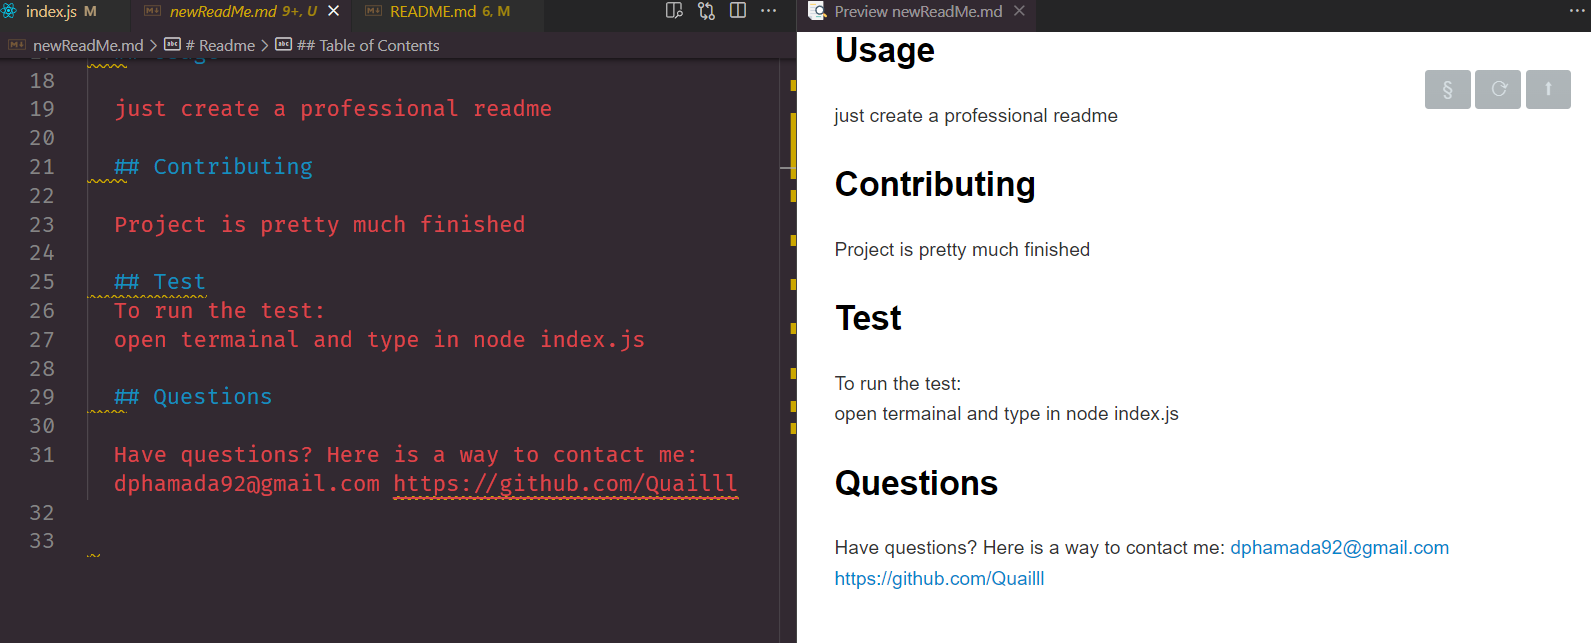 index.js M
newReadMe.md 9+, U
README.md 6, M
Preview newReadMe.md
newReadMe.md > # Readme > ## Table of Contents
17 ## Usage
18
19 just create a professional readme
20
21 ## Contributing
22
23 Project is pretty much finished
24
25 ## Test
26 To run the test:
27 open termainal and type in node index.js
28
29 ## Questions
30
31 Have questions? Here is a way to contact me:
dphamada92@gmail.com https://github.com/Quailll
32
33
Usage
§
just create a professional readme
Contributing
Project is pretty much finished
Test
To run the test:
open termainal and type in node index.js
Questions
Have questions? Here is a way to contact me: dphamada92@gmail.com
https://github.com/Quailll